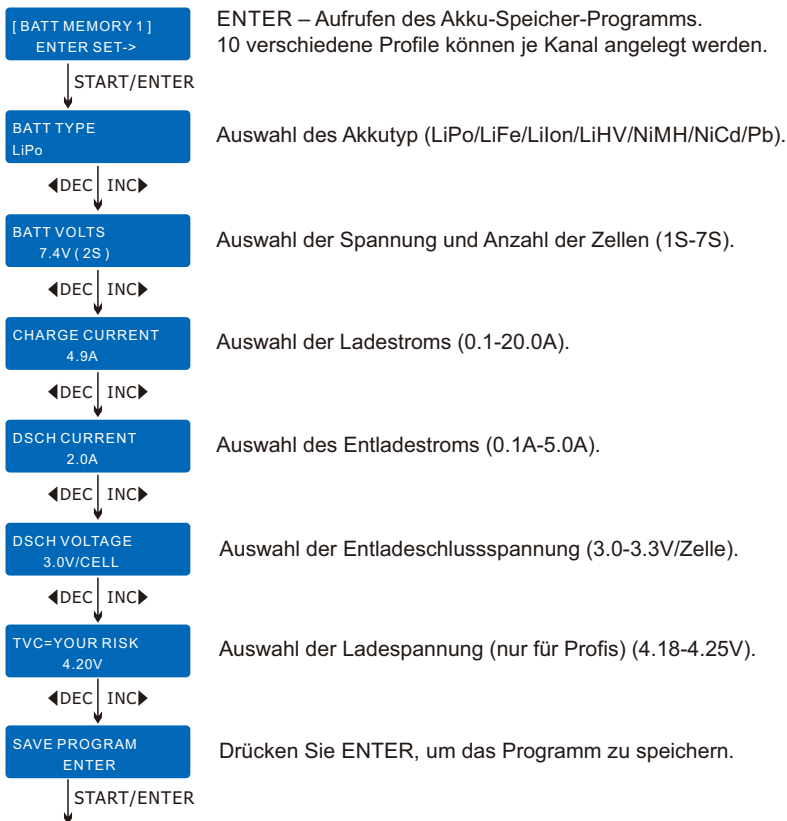 [ BATT MEMORY 1 ]
ENTER SET->
ENTER – Aufrufen des Akku-Speicher-Programms.
10 verschiedene Profile können je Kanal angelegt werden.
START/ENTER
BATT TYPE
LiPo
Auswahl des Akkutyp (LiPo/LiFe/LiIon/LiHV/NiMH/NiCd/Pb).
◀DEC INC▶
BATT VOLTS
7.4V ( 2S )
Auswahl der Spannung und Anzahl der Zellen (1S-7S).
◀DEC INC▶
CHARGE CURRENT
4.9A
Auswahl der Ladestroms (0.1-20.0A).
◀DEC INC▶
DSCH CURRENT
2.0A
Auswahl des Entladestroms (0.1A-5.0A).
◀DEC INC▶
DSCH VOLTAGE
3.0V/CELL
Auswahl der Entladeschlussspannung (3.0-3.3V/Zelle).
◀DEC INC▶
TVC=YOUR RISK
4.20V
Auswahl der Ladespannung (nur für Profis) (4.18-4.25V).
◀DEC INC▶
SAVE PROGRAM
ENTER
Drücken Sie ENTER, um das Programm zu speichern.
START/ENTER